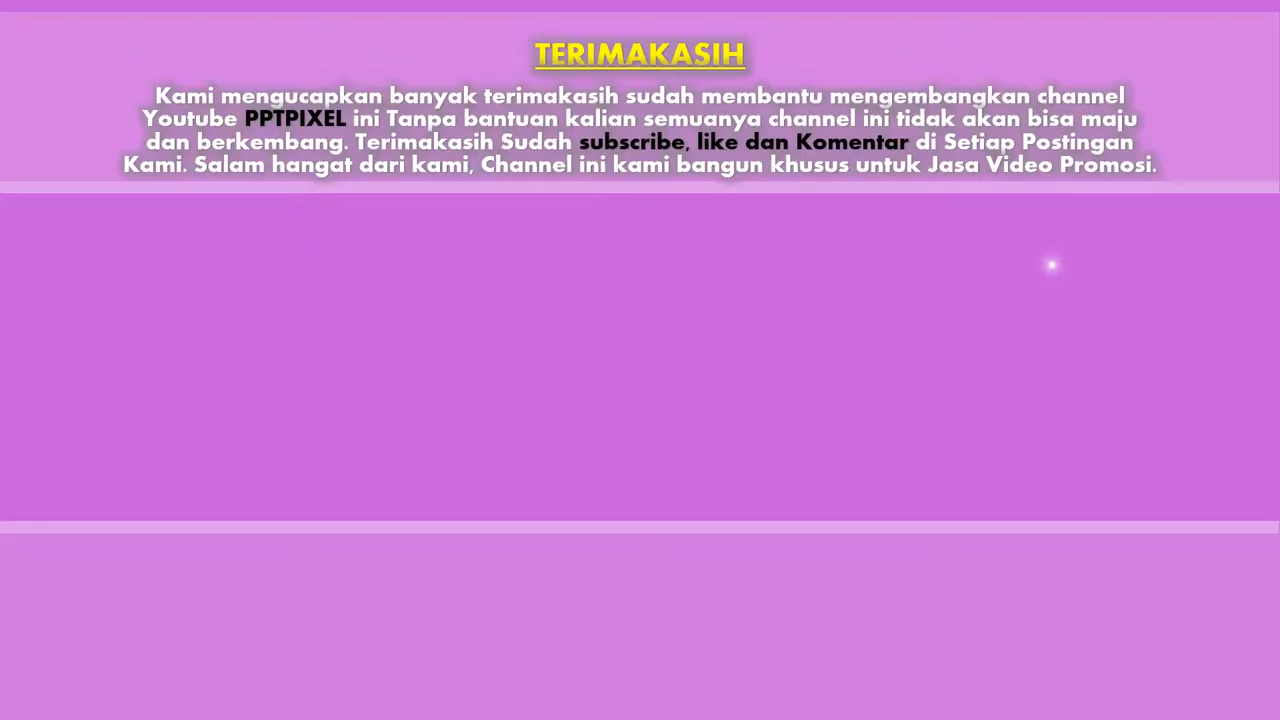 TERIMAKASIH
Kami mengucapkan banyak terimakasih sudah membantu mengembangkan channel
Youtube PPTPIXEL ini Tanpa bantuan kalian semuanya channel ini tidak akan bisa maju
dan berkembang. Terimakasih Sudah subscribe, like dan Komentar di Setiap Postingan
Kami. Salam hangat dari kami, Channel ini kami bangun khusus untuk Jasa Video Promosi.